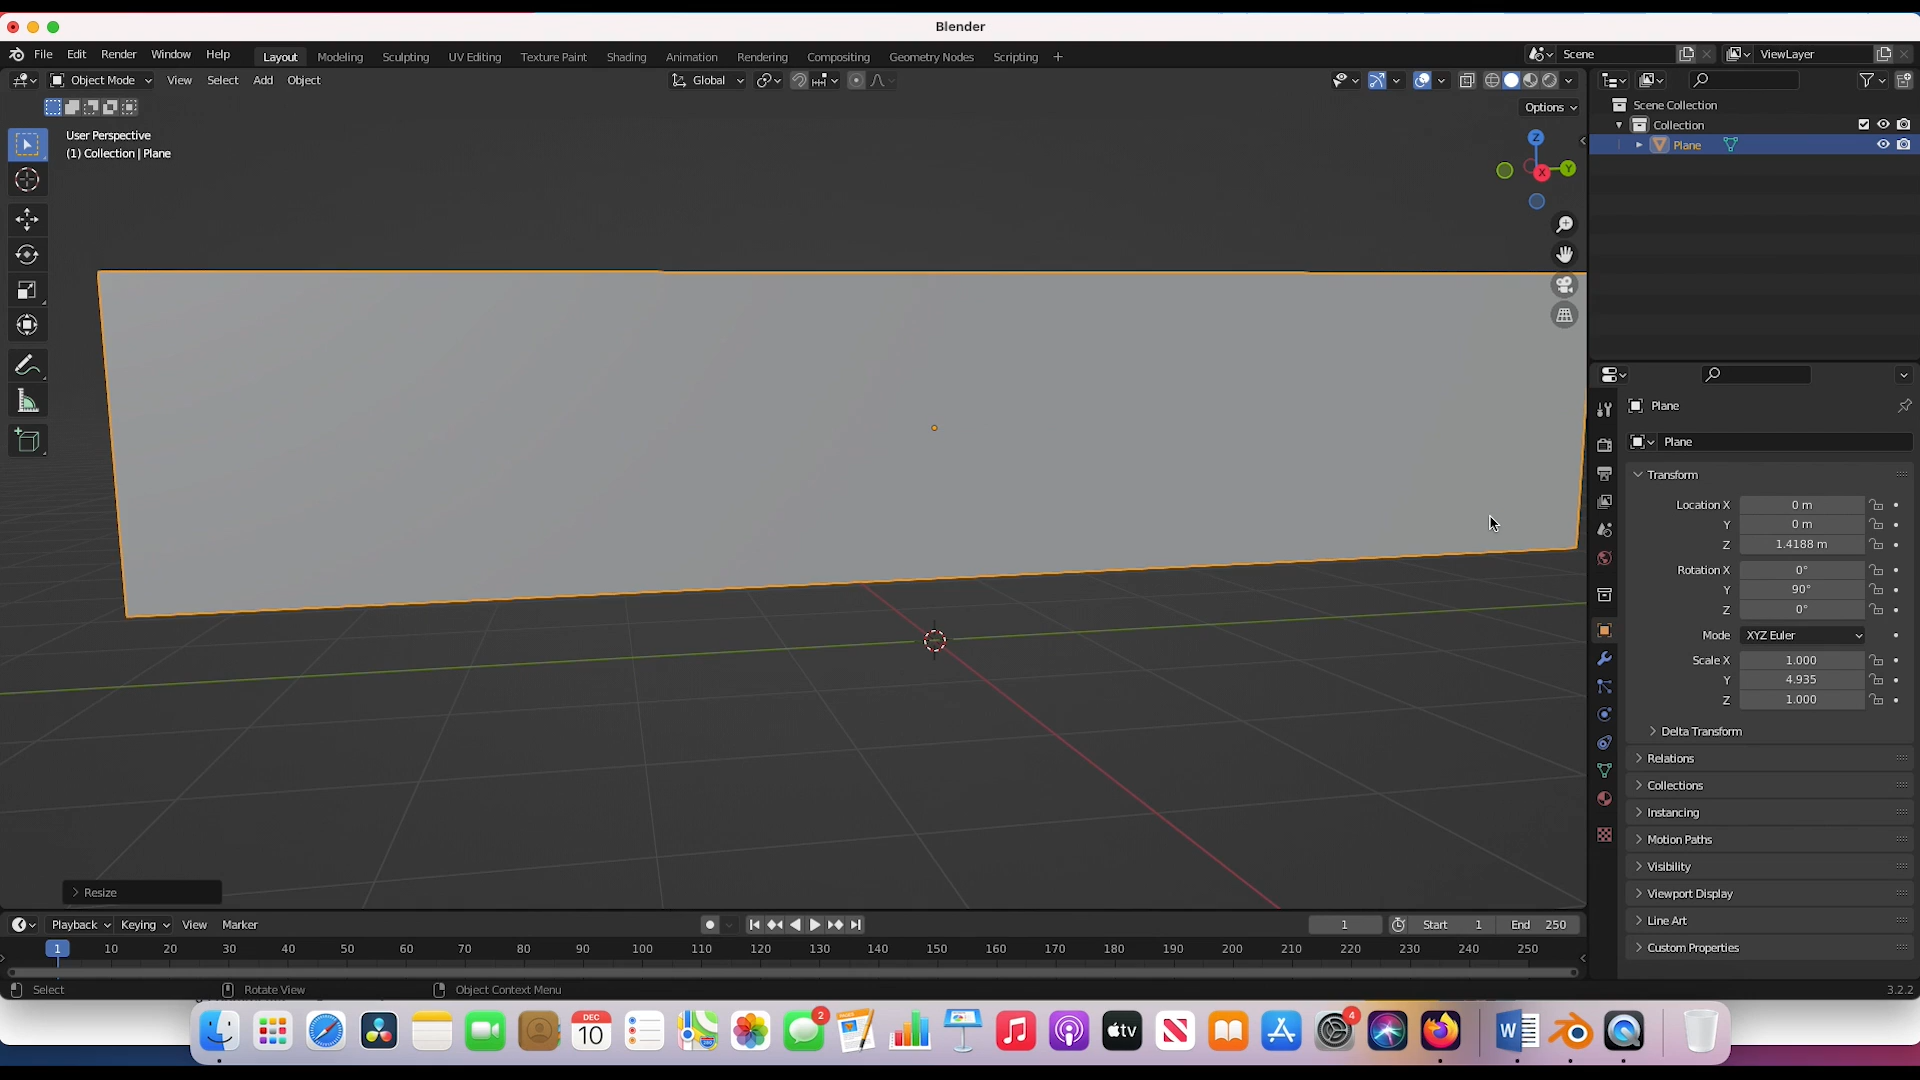 Blender
File Edit Render Window Help Layout Modeling Sculpting UV Editing Texture Paint Shading Animation Rendering Compositing Geometry Nodes Scripting + Scene ViewLayer
Object Mode View Select Add Object Global
Options
User Perspective
(1) Collection | Plane
Z
Y
X
Scene Collection
Collection
Plane
Plane
Plane
Transform
Location X 0 m
Y 0 m
Z 1.4188 m
Rotation X 0°
Y 90°
Z 0°
Mode XYZ Euler
Scale X 1.000
Y 4.935
Z 1.000
Delta Transform
Relations
Collections
Instancing
Motion Paths
Visibility
Viewport Display
Line Art
Custom Properties
Resize
Playback Keying View Marker 1 Start 1 End 250
1 10 20 30 40 50 60 70 80 90 100 110 120 130 140 150 160 170 180 190 200 210 220 230 240 250
Select Rotate View Object Context Menu 3.2.2
DEC
10
2
tv
4
W